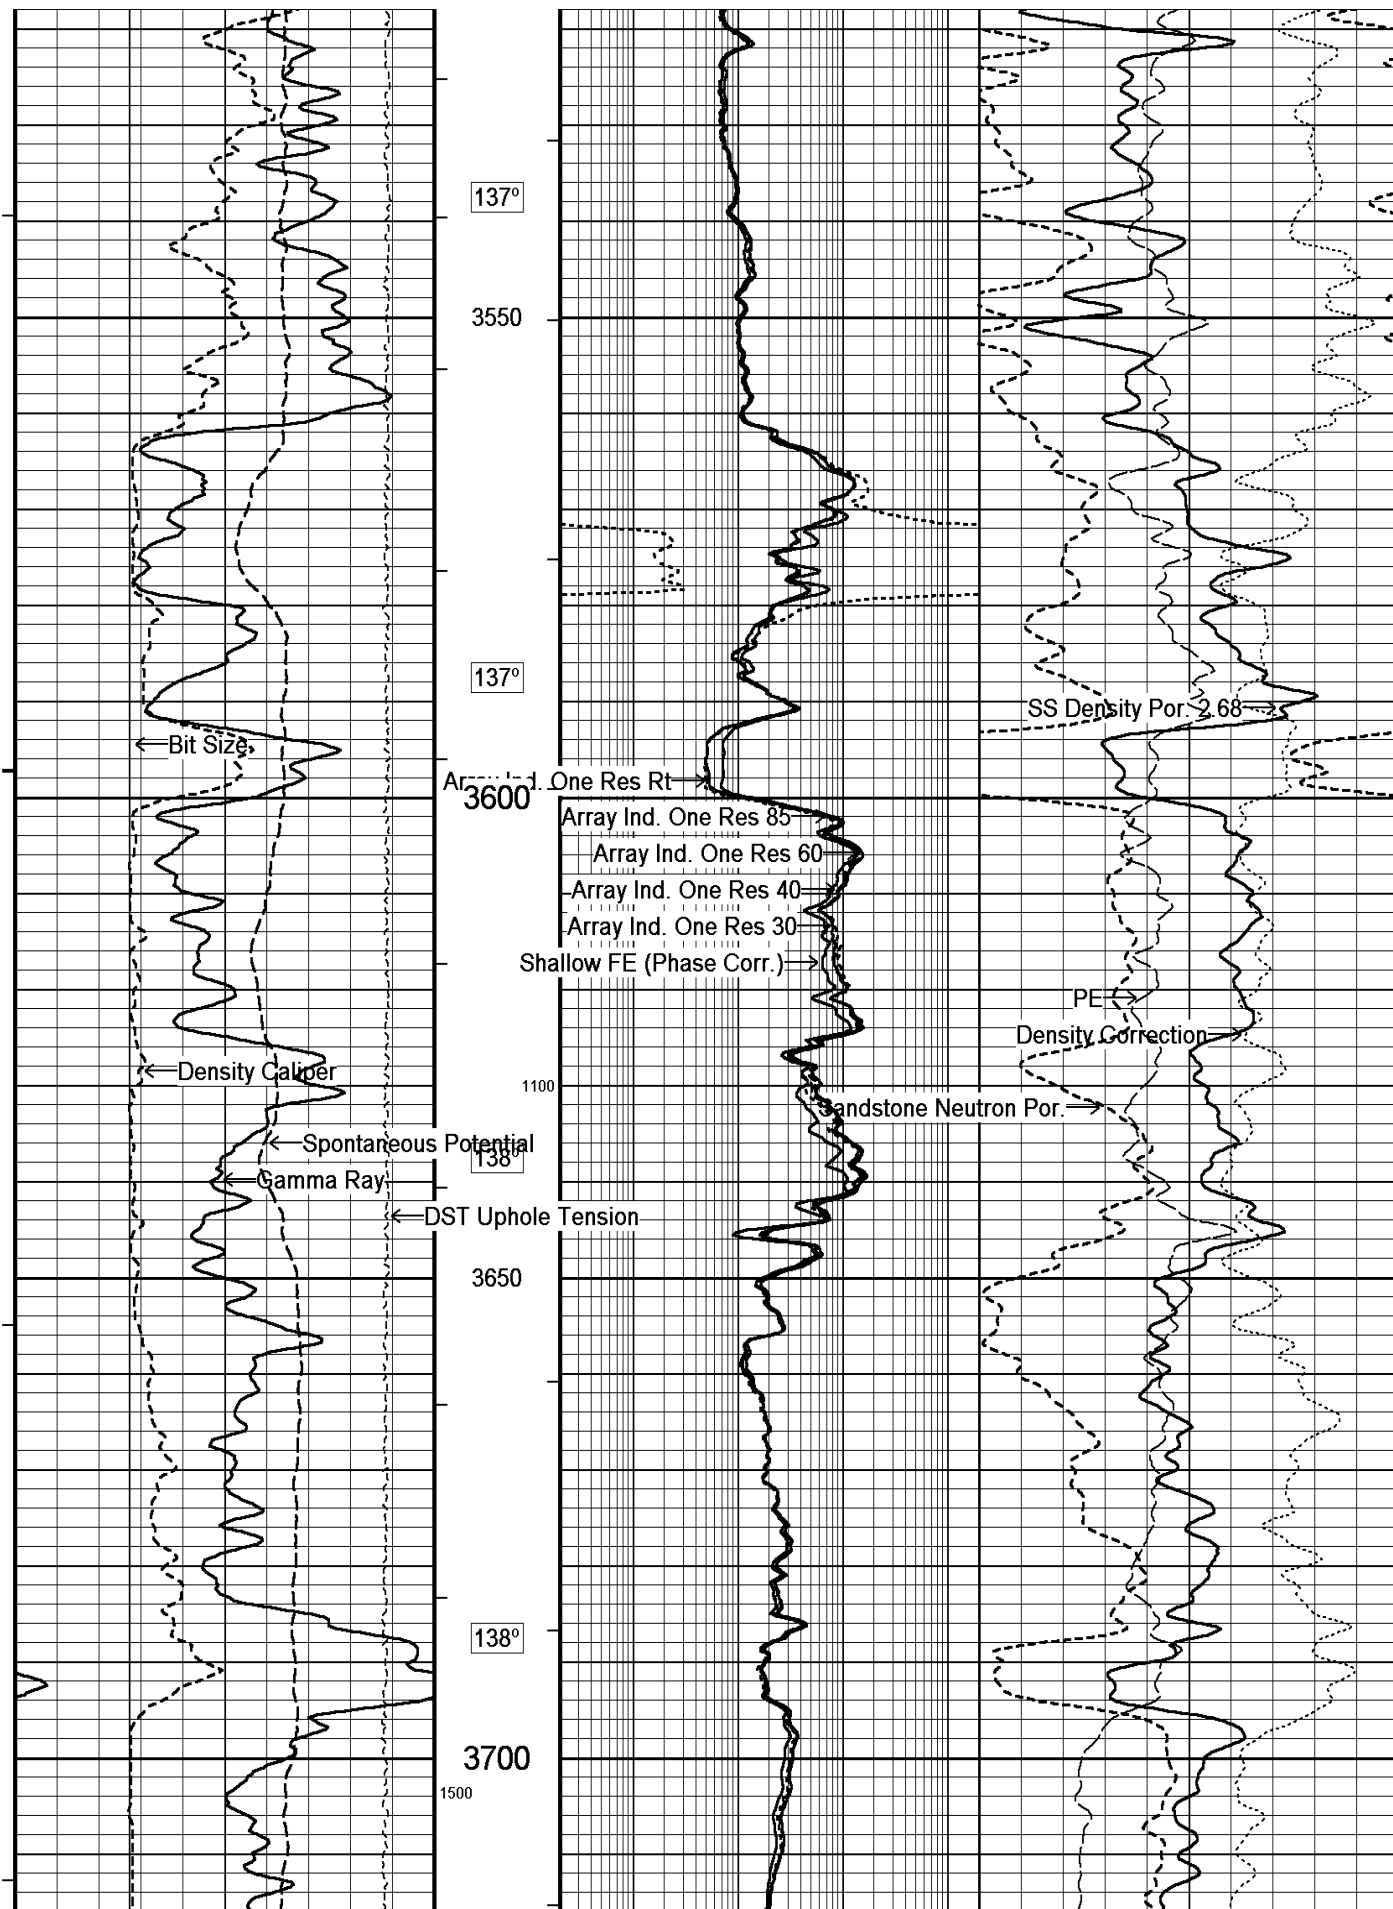 137°
3550
137°
SS Density Por. 2.68
Bit Size
Array Ind. One Res Rt
3600
Array Ind. One Res 85
Array Ind. One Res 60
Array Ind. One Res 40
Array Ind. One Res 30
Shallow FE (Phase Corr.)
PE
Density Correction
Density Caliper
1100
Sandstone Neutron Por.
Spontaneous Potential
138°
Gamma Ray
DST Uphole Tension
3650
138°
3700
1500